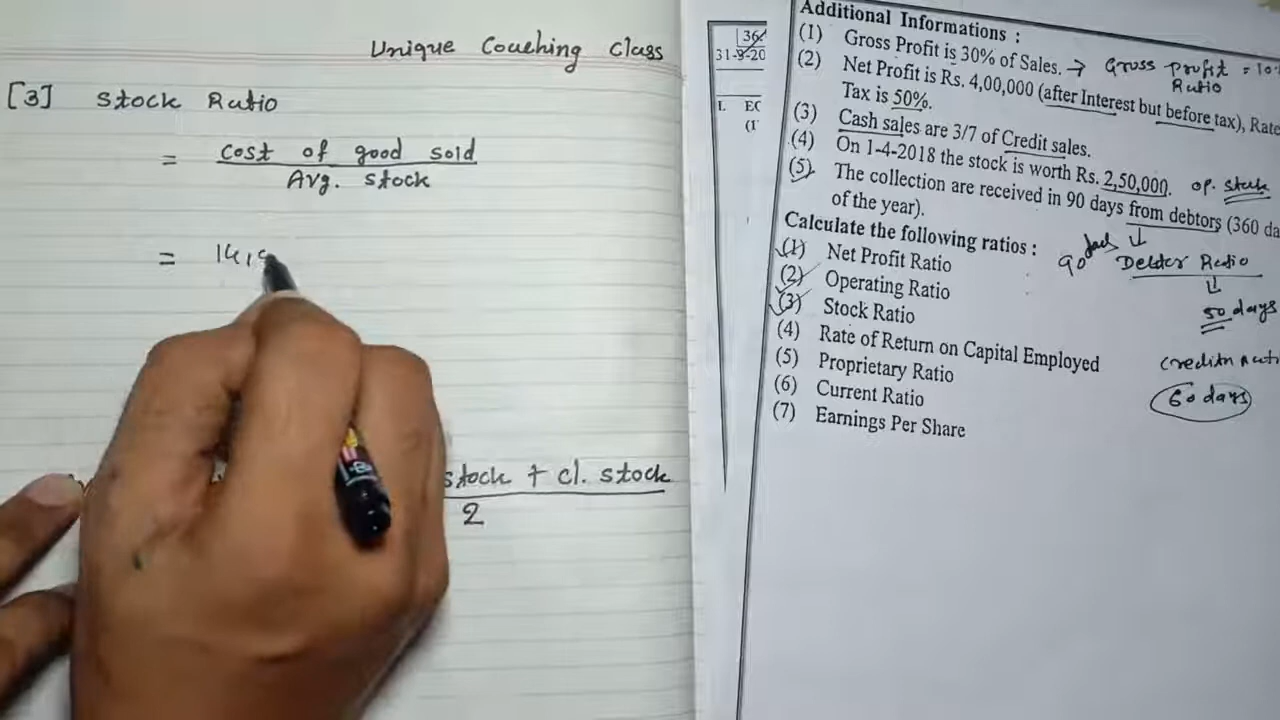 Unique Coaching Class
[3] Stock Ratio
= Cost of good sold
Avg. stock
= 14,
stock + cl. stock
2
36
31-3-20
Additional Informations :
(1) Gross Profit is 30% of Sales. → Gross profit Ratio = 10
(2) Net Profit is Rs. 4,00,000 (after Interest but before tax), Rate
Tax is 50%.
(3) Cash sales are 3/7 of Credit sales.
(4) On 1-4-2018 the stock is worth Rs. 2,50,000. op. stock
(5) The collection are received in 90 days from debtors (360 da
of the year).
Calculate the following ratios :
(1) Net Profit Ratio
(2) Operating Ratio
(3) Stock Ratio
(4) Rate of Return on Capital Employed
(5) Proprietary Ratio
(6) Current Ratio
(7) Earnings Per Share
90 Debtor Ratio
50 days
60 days